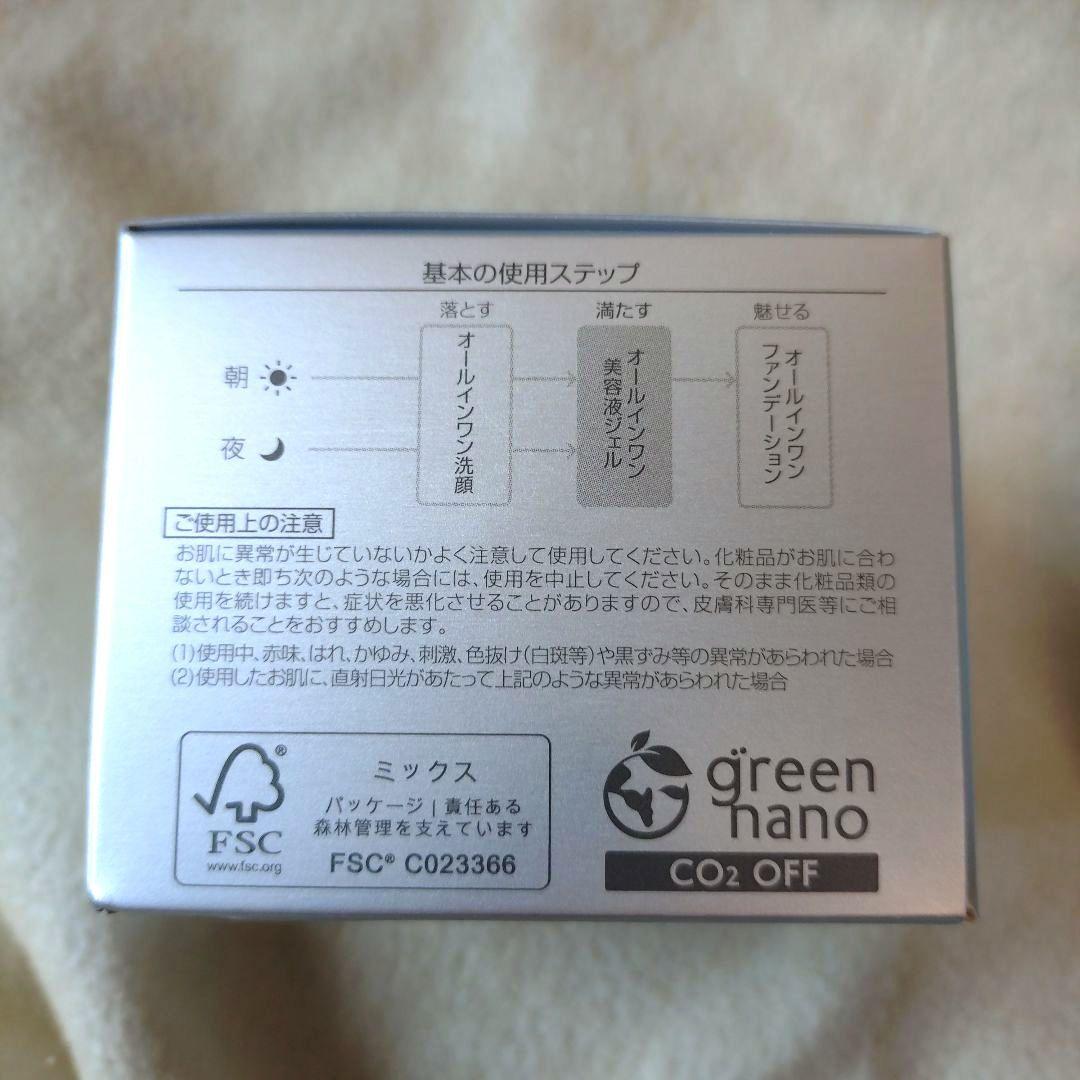 基本の使用ステップ
落とす 満たす 魅せる
朝
夜
オールインワン洗顔
オールインワン
美容液ジェル
オールインワン
ファンデーション
ご使用上の注意
お肌に異常が生じていないかよく注意して使用してください。化粧品がお肌に合わ
ないとき即ち次のような場合には、使用を中止してください。そのまま化粧品類の
使用を続けますと、症状を悪化させることがありますので、皮膚科専門医等にご相
談されることをおすすめします。
(1)使用中、赤味、はれ、かゆみ、刺激、色抜け(白斑等)や黒ずみ等の異常があらわれた場合
(2)使用したお肌に、直射日光があたって上記のような異常があらわれた場合
®
FSC
www.fsc.org
ミックス
パッケージ | 責任ある
森林管理を支えています
FSC® C023366
green
nano
CO2 OFF